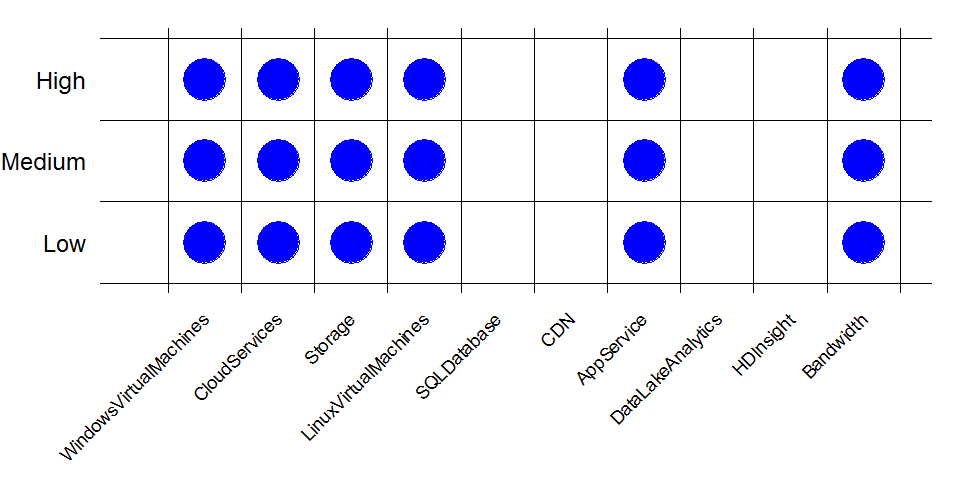 High
Medium
Low
WindowsVirtualMachines
CloudServices
Storage
LinuxVirtualMachines
SQLDatabase
CDN
AppService
DataLakeAnalytics
HDInsight
Bandwidth